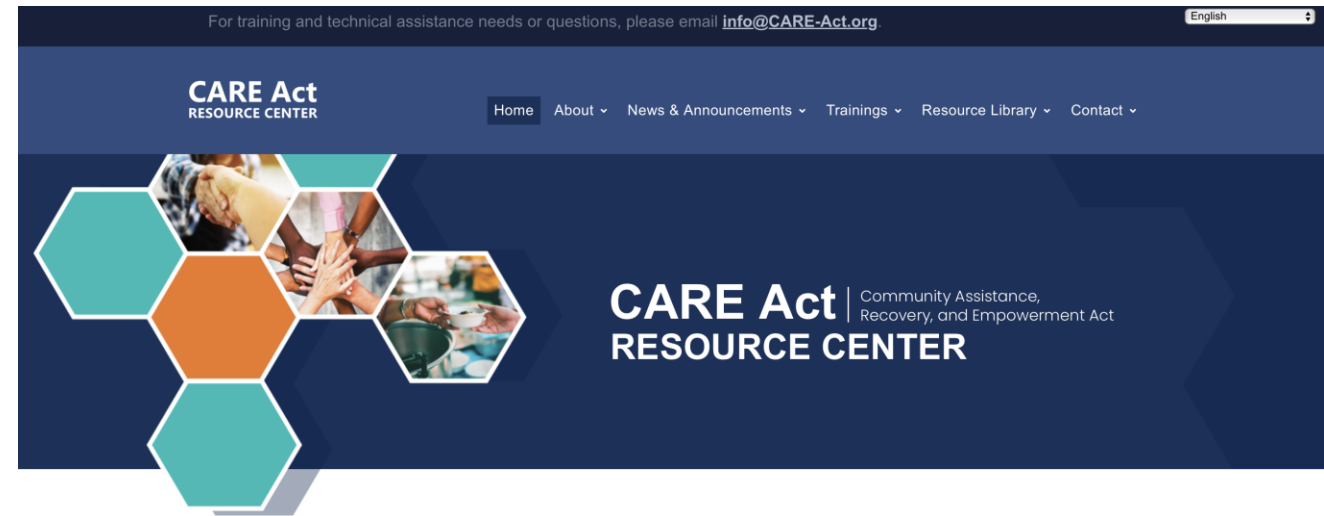 For training and technical assistance needs or questions, please email info@CARE-Act.org.
English
CARE Act
RESOURCE CENTER
Home About News & Announcements Trainings Resource Library Contact
CARE Act | Community Assistance,
Recovery, and Empowerment Act
RESOURCE CENTER